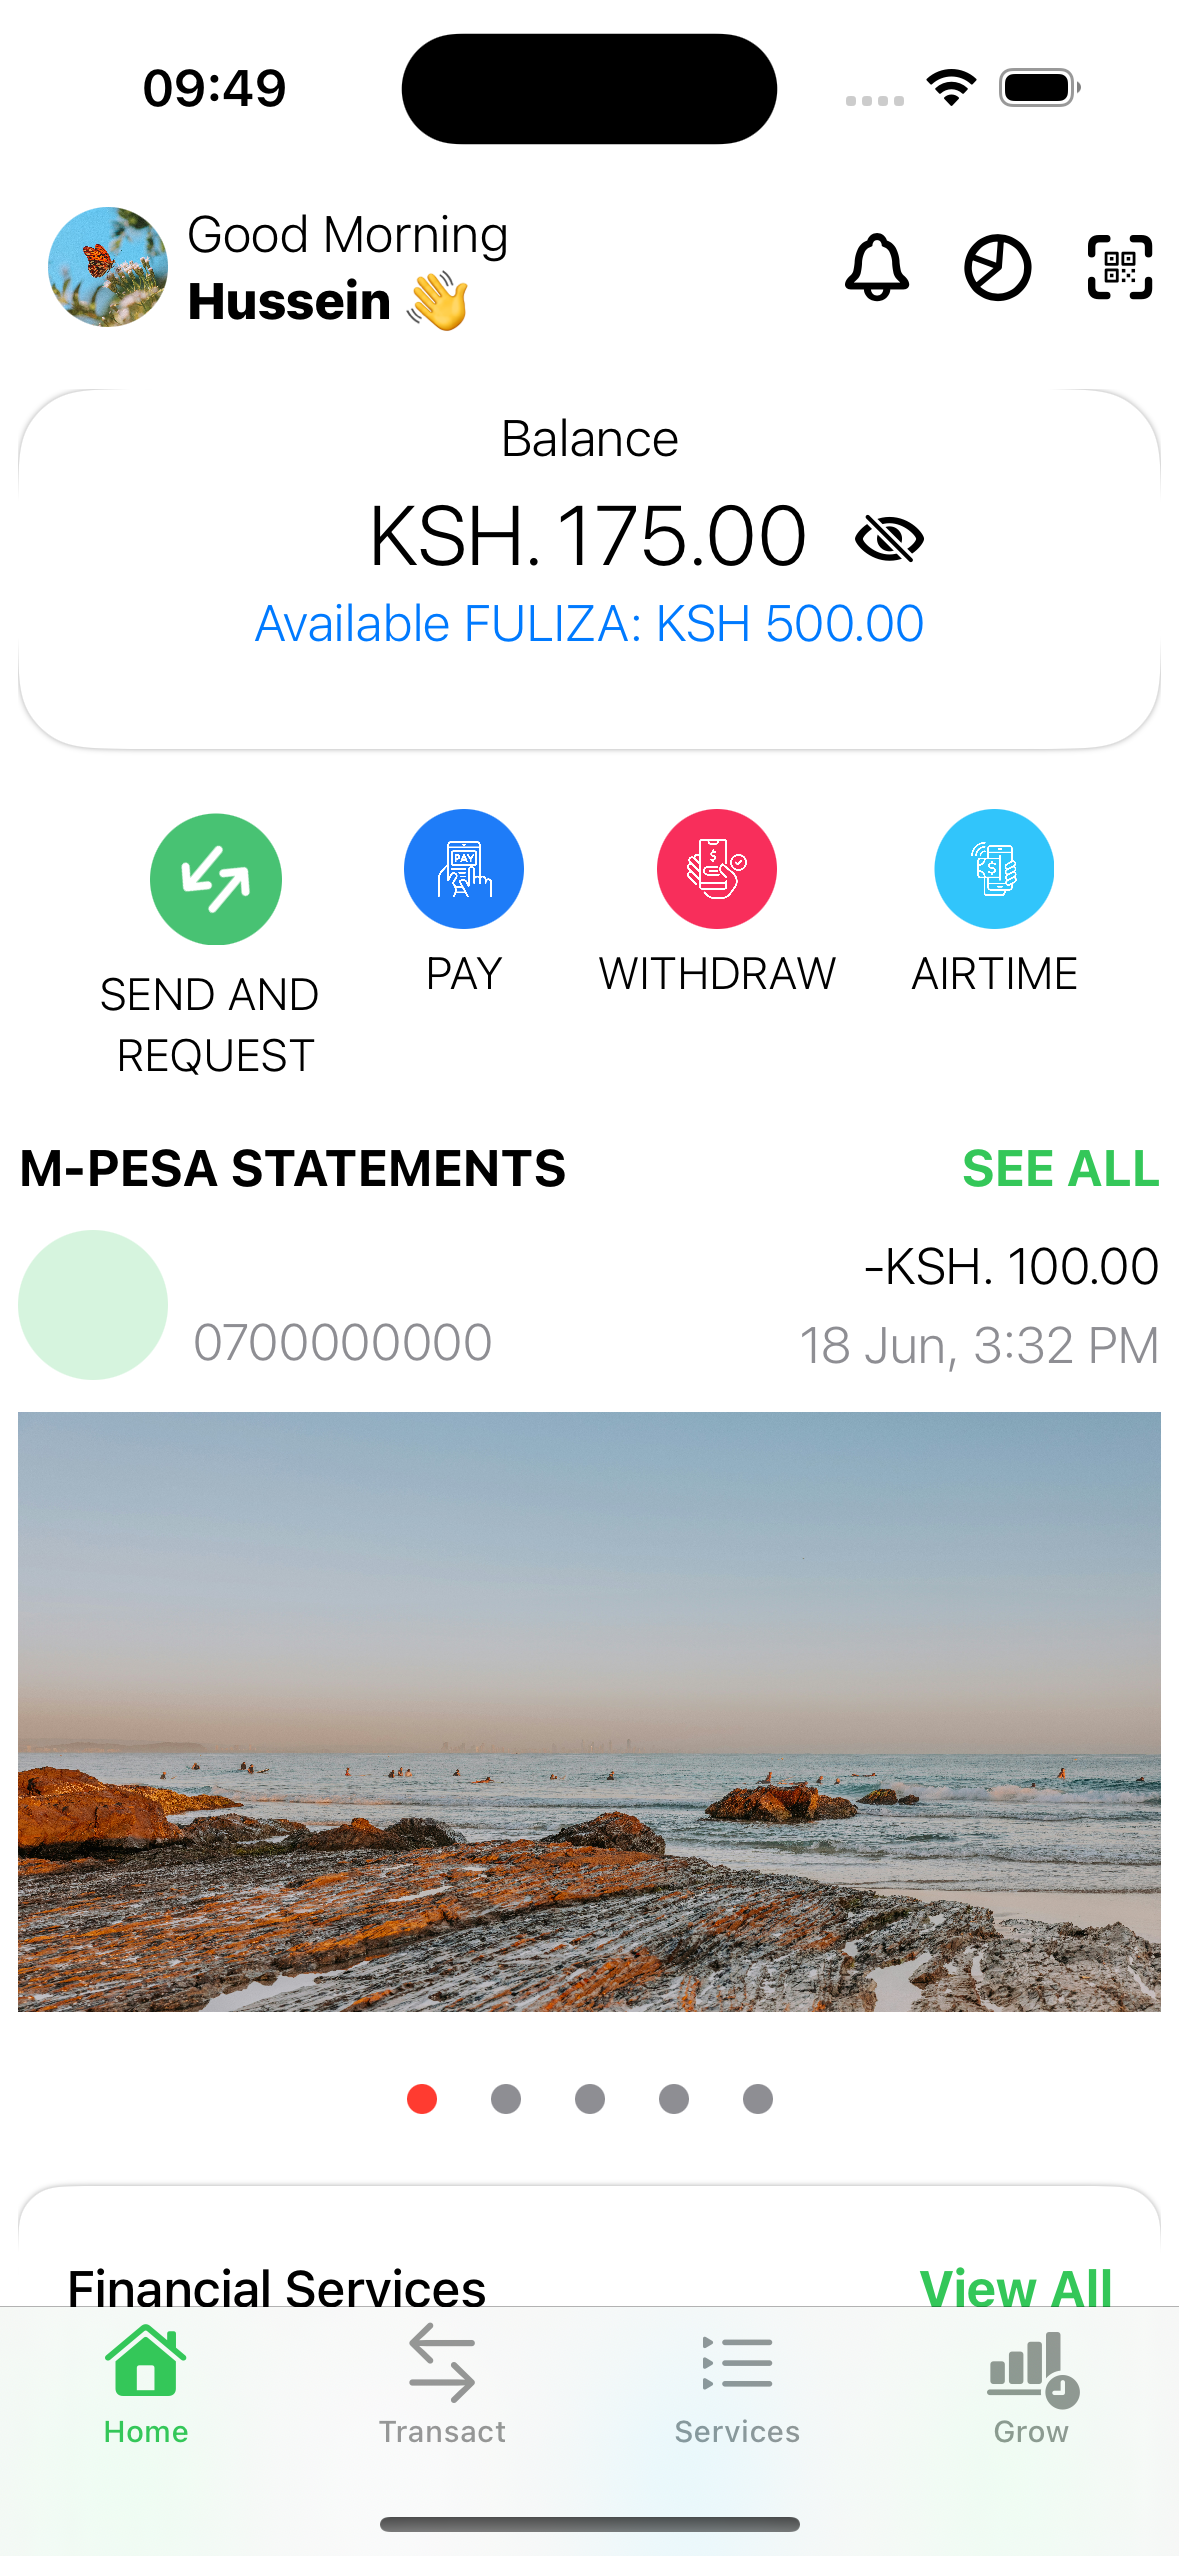 09:49
Good Morning
Hussein 👋
Balance
KSH. 175.00
Available FULIZA: KSH 500.00
PAY
SEND AND
REQUEST
PAY
WITHDRAW
AIRTIME
M-PESA STATEMENTS
SEE ALL
-KSH. 100.00
0700000000
18 Jun, 3:32 PM
Financial Services
View All
Home
Transact
Services
Grow